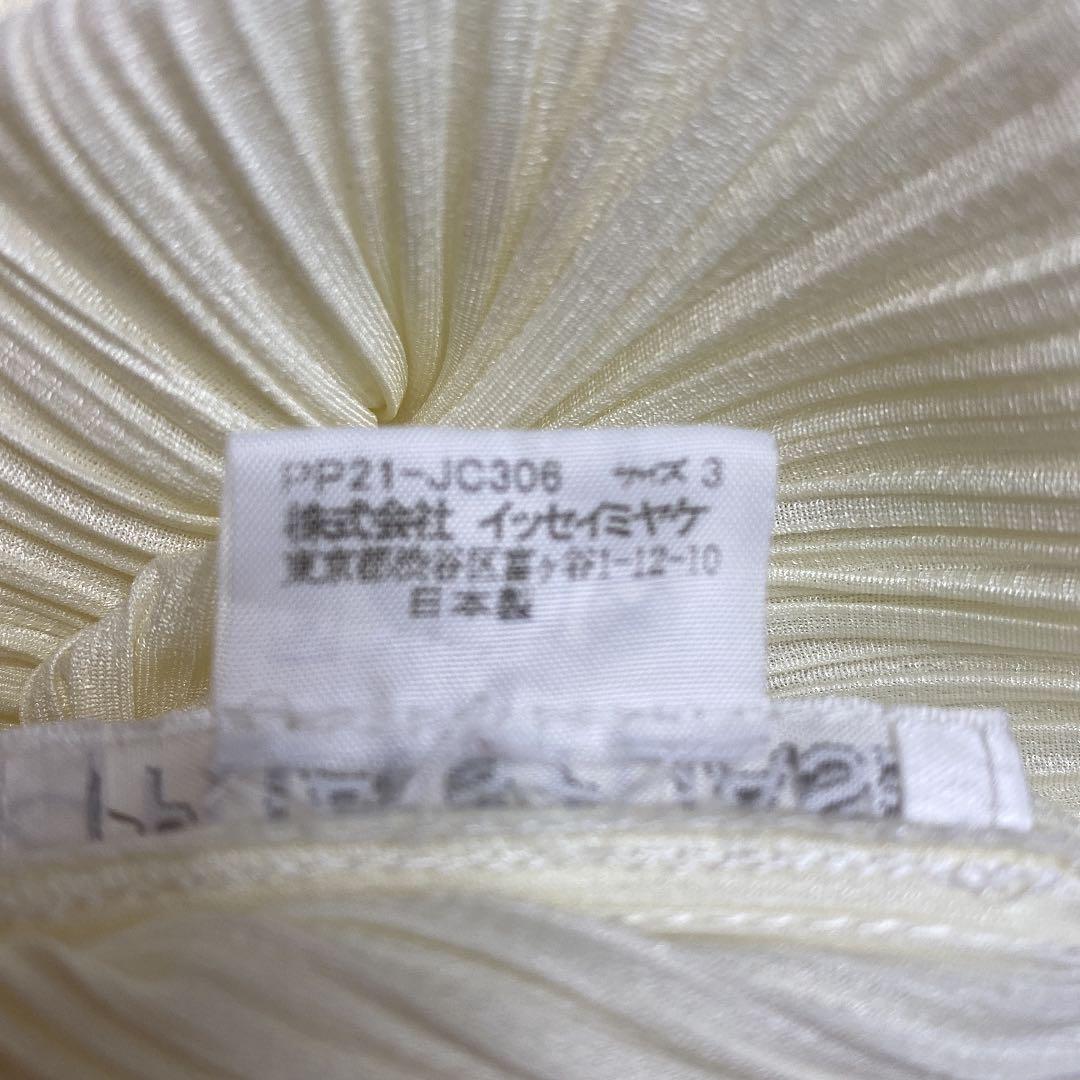 PP21-JC306 サイズ 3
株式会社 イッセイミヤケ
東京都渋谷区富ヶ谷1-12-10
日本製